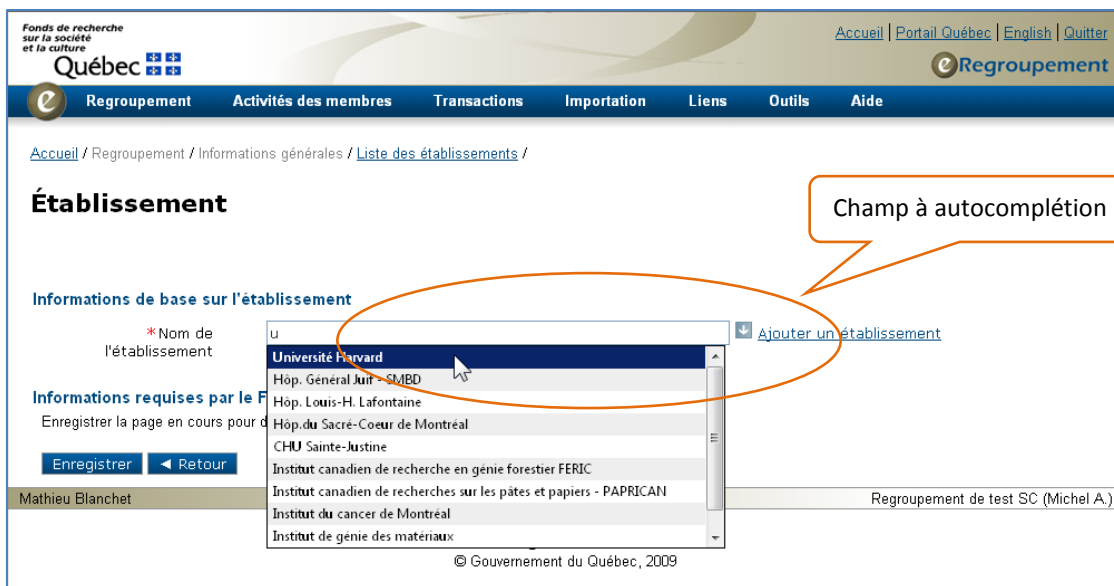 Fonds de recherche
sur la société
et la culture
Québec
Accueil | Portail Québec | English | Quitter
e Regroupement
e Regroupement Activités des membres Transactions Importation Liens Outils Aide
Accueil / Regroupement / Informations générales / Liste des établissements /
Établissement
Champ à autocomplétion
Informations de base sur l'établissement
*Nom de
l'établissement
u
Ajouter un établissement
Université Harvard
Hôp. Général Juif - SMBD
Hôp. Louis-H. Lafontaine
Hôp.du Sacré-Coeur de Montréal
CHU Sainte-Justine
Institut canadien de recherche en génie forestier FERIC
Institut canadien de recherches sur les pâtes et papiers - PAPRICAN
Institut du cancer de Montréal
Institut de génie des matériaux
Informations requises par le F
Enregistrer la page en cours pour d
Enregistrer ◄ Retour
Mathieu Blanchet
Regroupement de test SC (Michel A.)
© Gouvernement du Québec, 2009